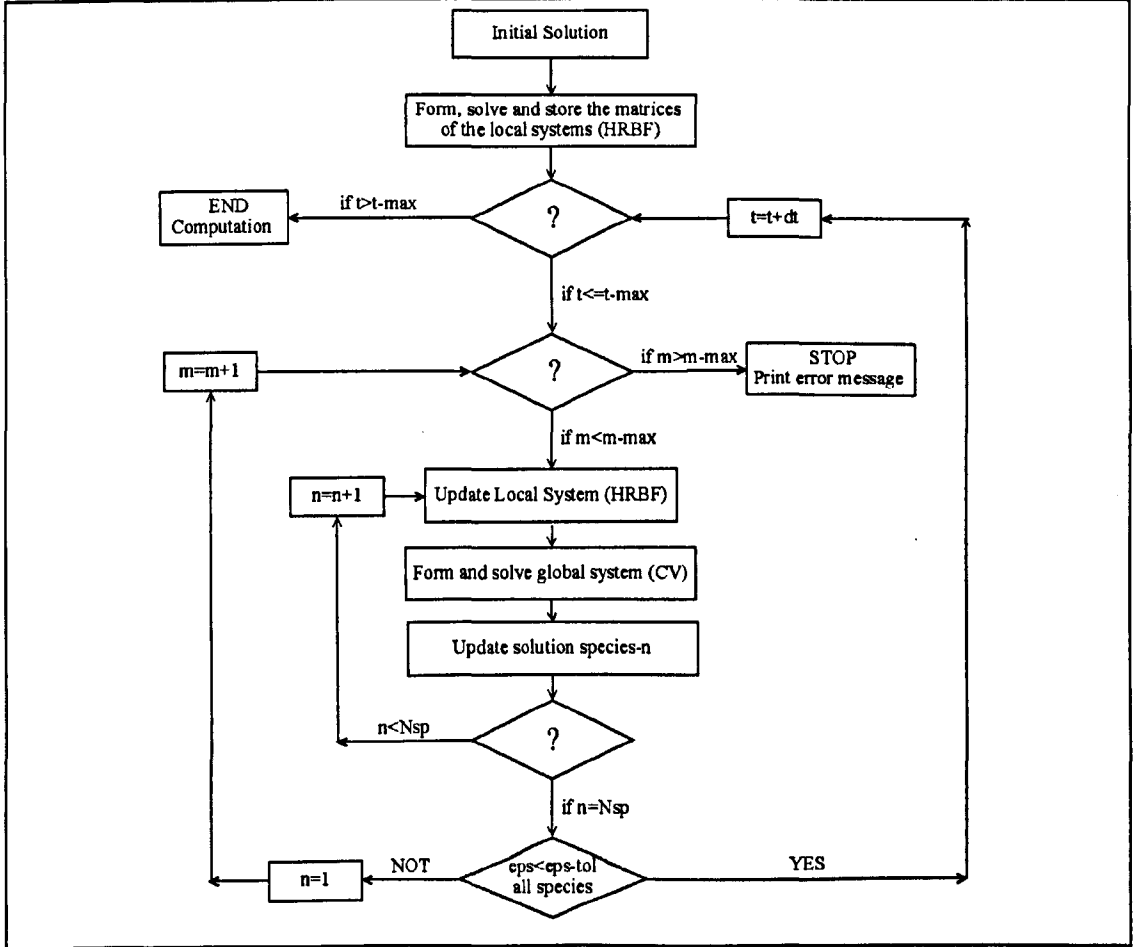 Initial Solution
Form, solve and store the matrices
of the local systems (HRBF)
END
Computation
if t>t-max
?
t=t+dt
if t<=t-max
m=m+1
?
if m>m-max
STOP
Print error message
if m<m-max
n=n+1
Update Local System (HRBF)
Form and solve global system (CV)
Update solution species-n
n<Nsp
?
if n=Nsp
n=1
NOT
eps<eps-tol
all species
YES